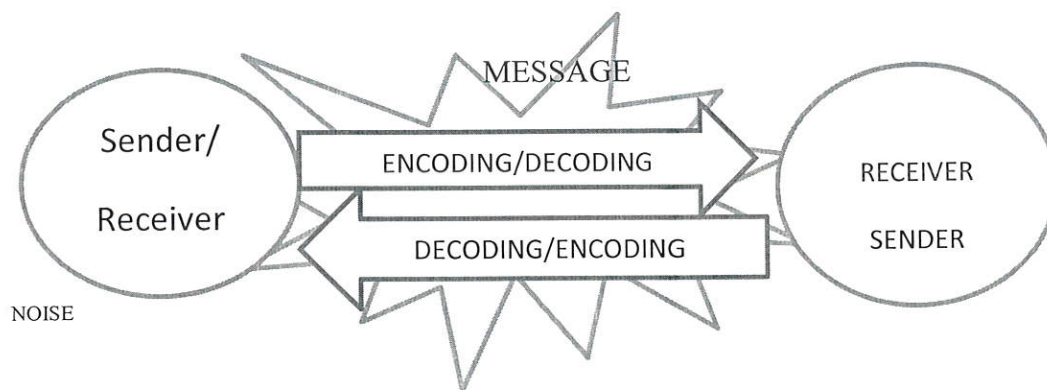 MESSAGE
Sender/
Receiver
ENCODING/DECODING
DECODING/ENCODING
RECEIVER
SENDER
NOISE